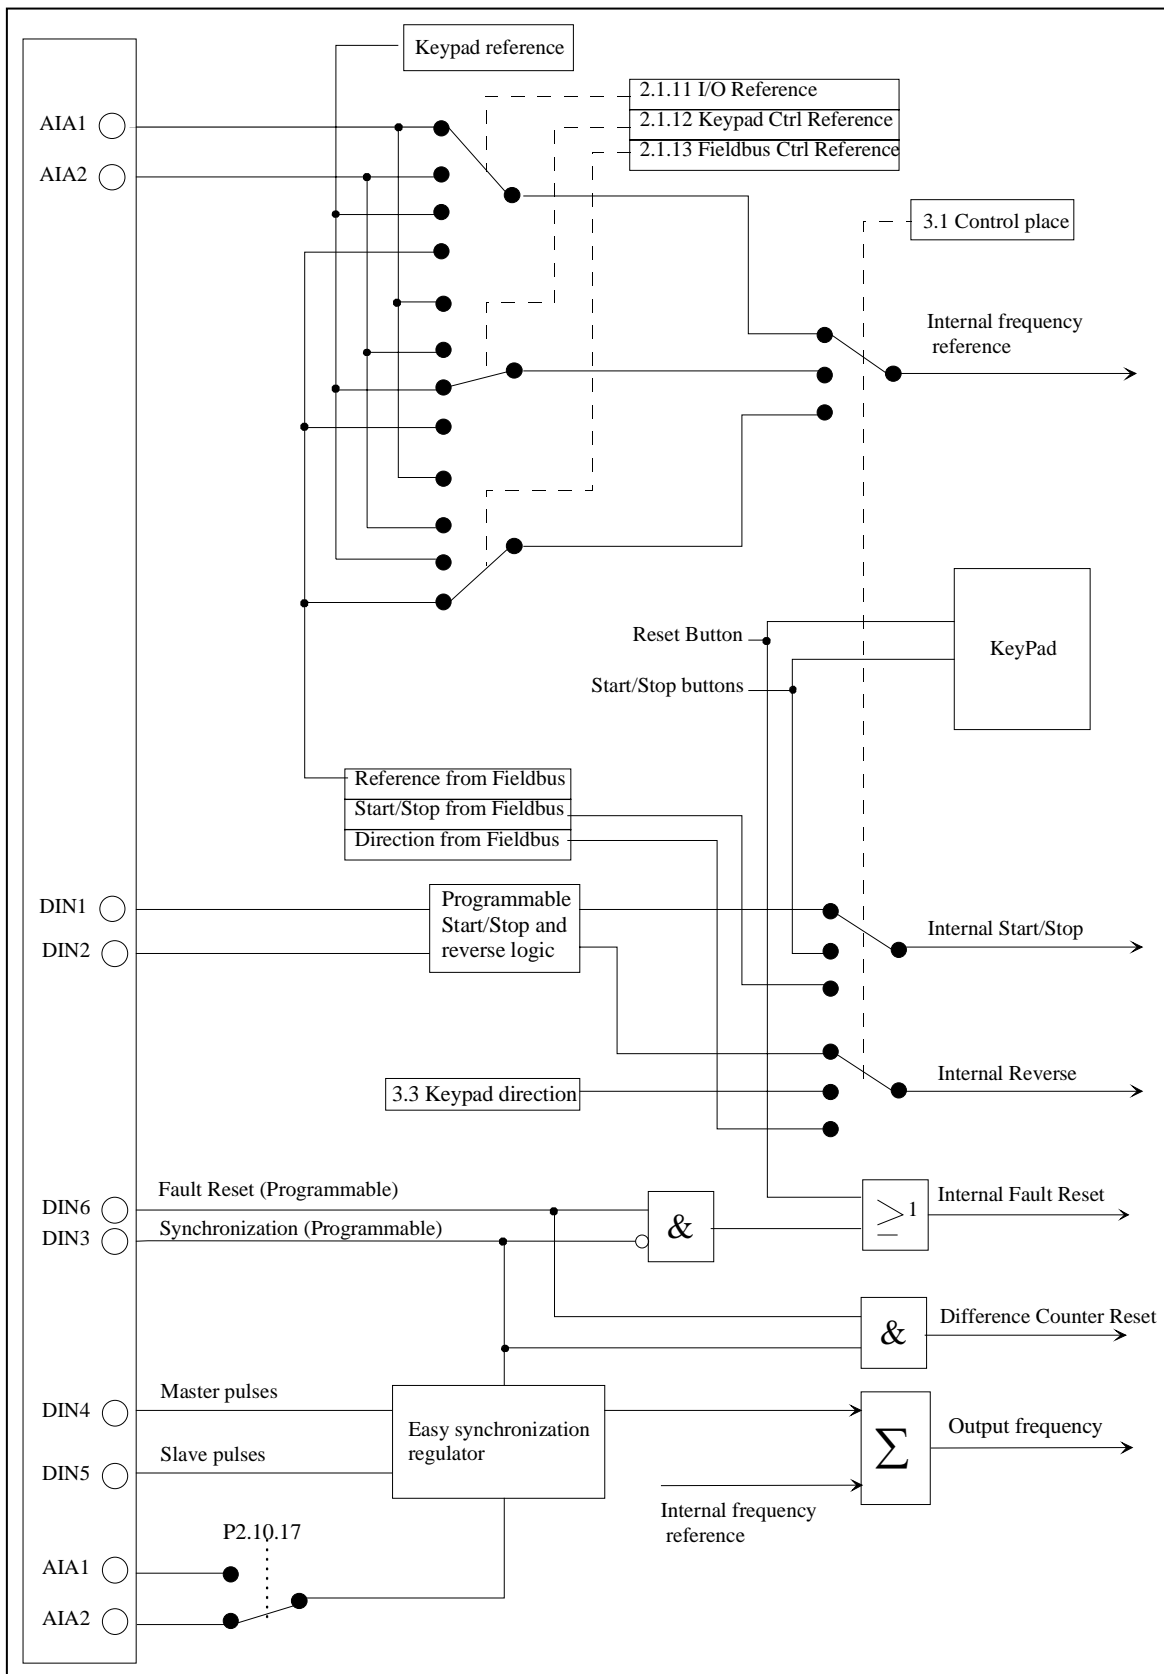 Keypad reference
2.1.11 I/O Reference
2.1.12 Keypad Ctrl Reference
2.1.13 Fieldbus Ctrl Reference
AIA1
AIA2
3.1 Control place
Internal frequency
reference
Reset Button
KeyPad
Start/Stop buttons
Reference from Fieldbus
Start/Stop from Fieldbus
Direction from Fieldbus
DIN1
DIN2
Programmable
Start/Stop and
reverse logic
Internal Start/Stop
Internal Reverse
3.3 Keypad direction
DIN6
Fault Reset (Programmable)
DIN3
Synchronization (Programmable)
&
≥1
Internal Fault Reset
&
Difference Counter Reset
DIN4
Master pulses
DIN5
Slave pulses
Easy synchronization
regulator
Σ
Output frequency
Internal frequency
reference
P2.10.17
AIA1
AIA2